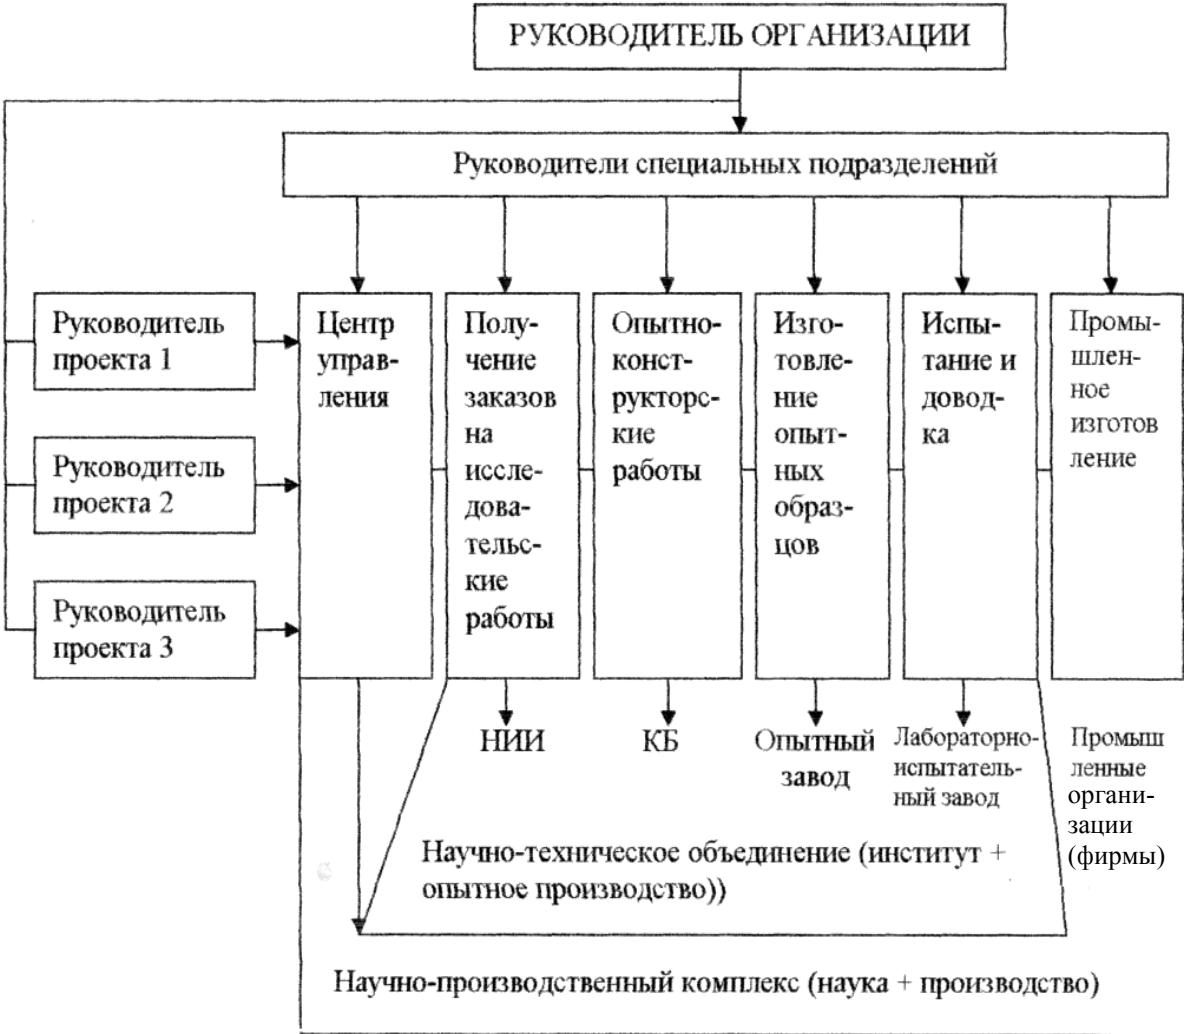 РУКОВОДИТЕЛЬ ОРГАНИЗАЦИИ
Руководители специальных подразделений
Руководитель
проекта 1
Руководитель
проекта 2
Руководитель
проекта 3
Центр
управ-
ления
Полу-
чение
заказов
на
иссле-
дова-
тельс-
кие
работы
Опытно-
конст-
рукторс-
кие
работы
Изго-
товле-
ние
опыт-
ных
образ-
цов
Испы-
тание и
довод-
ка
Промы-
шлен-
ное
изготов
ление
НИИ
КБ
Опытный
завод
Лабораторно-
испытатель-
ный завод
Промыш
ленные
органи-
зации
(фирмы)
Научно-техническое объединение (институт +
опытное производство))
Научно-производственный комплекс (наука + производство)